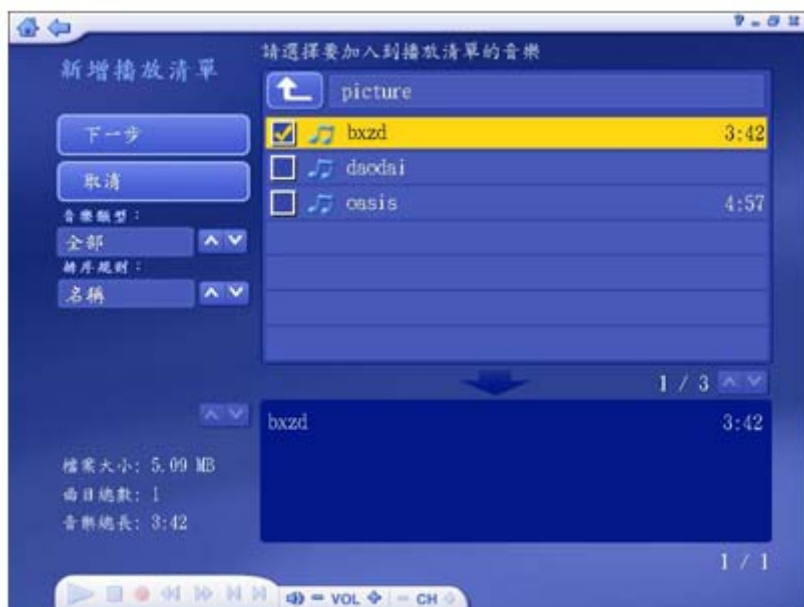 新增播放清單
請選擇要加入到播放清單的音樂
picture
下一步
取消
bxzd 3:42
daodai
oasis 4:57
音樂類型：
全部
排序規則：
名稱
1 / 3
bxzd 3:42
檔案大小: 5.09 MB
曲目總數: 1
音樂總長: 3:42
1 / 1
VOL
CH